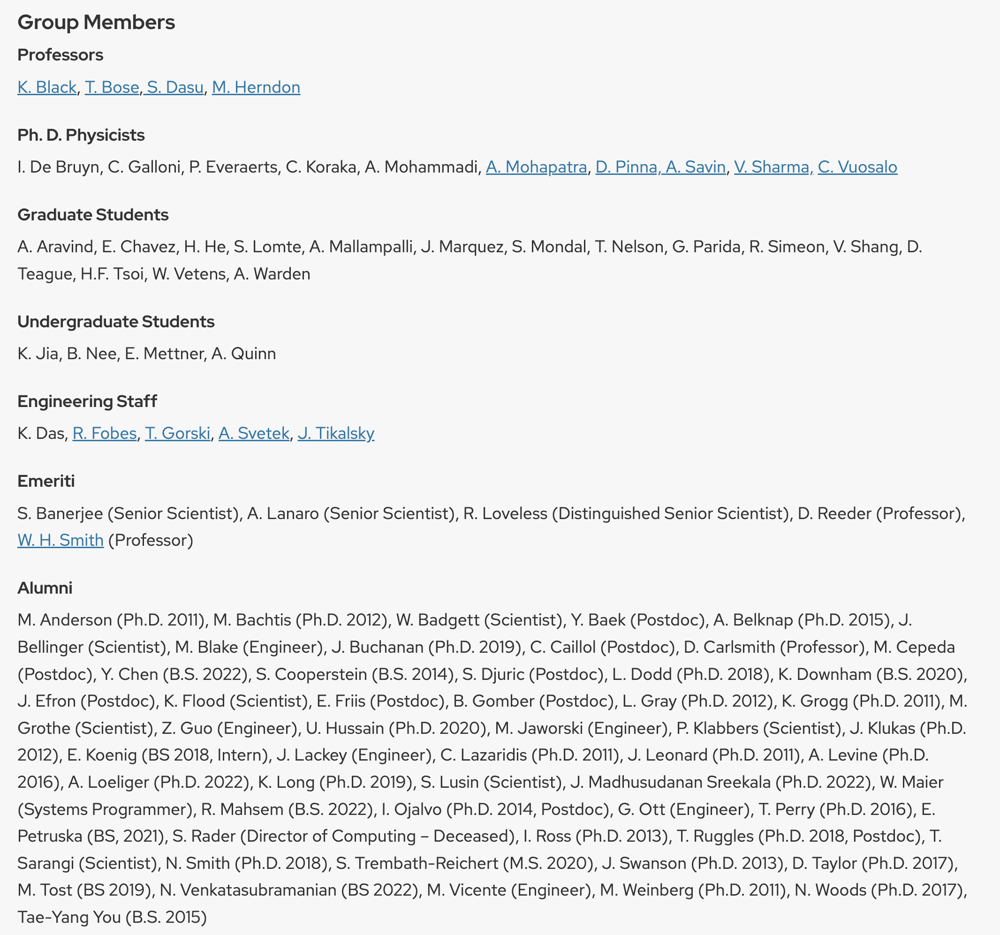 Group Members
Professors
K. Black, T. Bose, S. Dasu, M. Herndon
Ph. D. Physicists
I. De Bruyn, C. Galloni, P. Everaerts, C. Koraka, A. Mohammadi, A. Mohapatra, D. Pinna, A. Savin, V. Sharma, C. Vuosalo
Graduate Students
A. Aravind, E. Chavez, H. He, S. Lomte, A. Mallampalli, J. Marquez, S. Mondal, T. Nelson, G. Parida, R. Simeon, V. Shang, D.
Teague, H.F. Tsoi, W. Vetens, A. Warden
Undergraduate Students
K. Jia, B. Nee, E. Mettner, A. Quinn
Engineering Staff
K. Das, R. Fobes, T. Gorski, A. Svetek, J. Tikalsky
Emeriti
S. Banerjee (Senior Scientist), A. Lanaro (Senior Scientist), R. Loveless (Distinguished Senior Scientist), D. Reeder (Professor),
W. H. Smith (Professor)
Alumni
M. Anderson (Ph.D. 2011), M. Bachtis (Ph.D. 2012), W. Badgett (Scientist), Y. Baek (Postdoc), A. Belknap (Ph.D. 2015), J.
Bellinger (Scientist), M. Blake (Engineer), J. Buchanan (Ph.D. 2019), C. Caillol (Postdoc), D. Carlsmith (Professor), M. Cepeda
(Postdoc), Y. Chen (B.S. 2022), S. Cooperstein (B.S. 2014), S. Djuric (Postdoc), L. Dodd (Ph.D. 2018), K. Downham (B.S. 2020),
J. Efron (Postdoc), K. Flood (Scientist), E. Friis (Postdoc), B. Gomber (Postdoc), L. Gray (Ph.D. 2012), K. Grogg (Ph.D. 2011), M.
Grothe (Scientist), Z. Guo (Engineer), U. Hussain (Ph.D. 2020), M. Jaworski (Engineer), P. Klabbers (Scientist), J. Klukas (Ph.D.
2012), E. Koenig (BS 2018, Intern), J. Lackey (Engineer), C. Lazaridis (Ph.D. 2011), J. Leonard (Ph.D. 2011), A. Levine (Ph.D.
2016), A. Loeliger (Ph.D. 2022), K. Long (Ph.D. 2019), S. Lusin (Scientist), J. Madhusudanan Sreekala (Ph.D. 2022), W. Maier
(Systems Programmer), R. Mahsem (B.S. 2022), I. Ojalvo (Ph.D. 2014, Postdoc), G. Ott (Engineer), T. Perry (Ph.D. 2016), E.
Petruska (BS, 2021), S. Rader (Director of Computing – Deceased), I. Ross (Ph.D. 2013), T. Ruggles (Ph.D. 2018, Postdoc), T.
Sarangi (Scientist), N. Smith (Ph.D. 2018), S. Trembath-Reichert (M.S. 2020), J. Swanson (Ph.D. 2013), D. Taylor (Ph.D. 2017),
M. Tost (BS 2019), N. Venkatasubramanian (BS 2022), M. Vicente (Engineer), M. Weinberg (Ph.D. 2011), N. Woods (Ph.D. 2017),
Tae-Yang You (B.S. 2015)